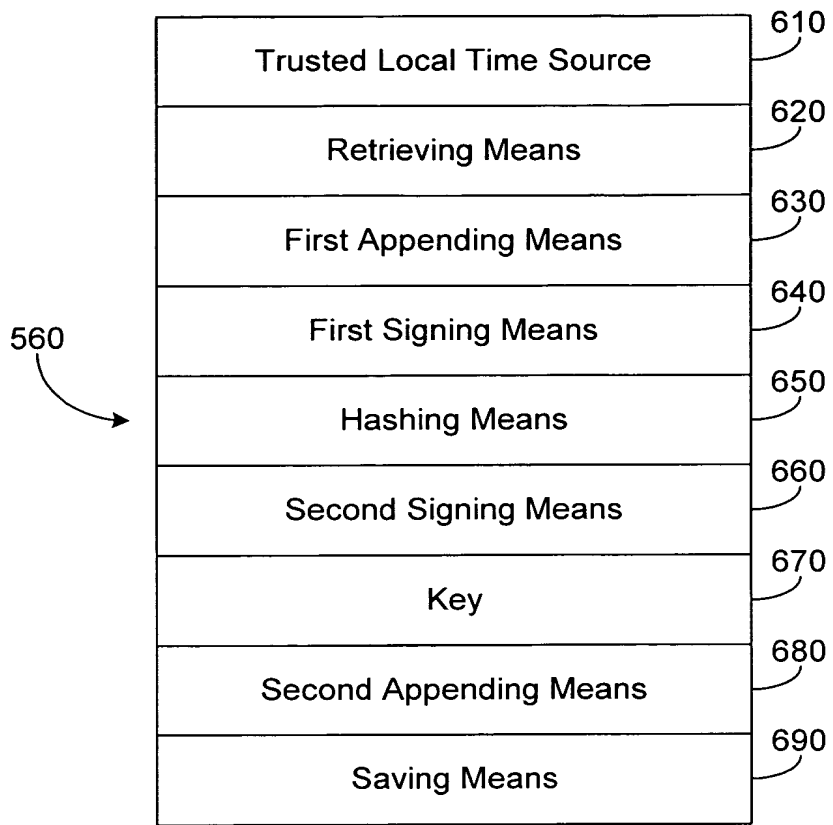 610
Trusted Local Time Source
620
Retrieving Means
630
First Appending Means
640
First Signing Means
560
650
Hashing Means
660
Second Signing Means
670
Key
680
Second Appending Means
690
Saving Means